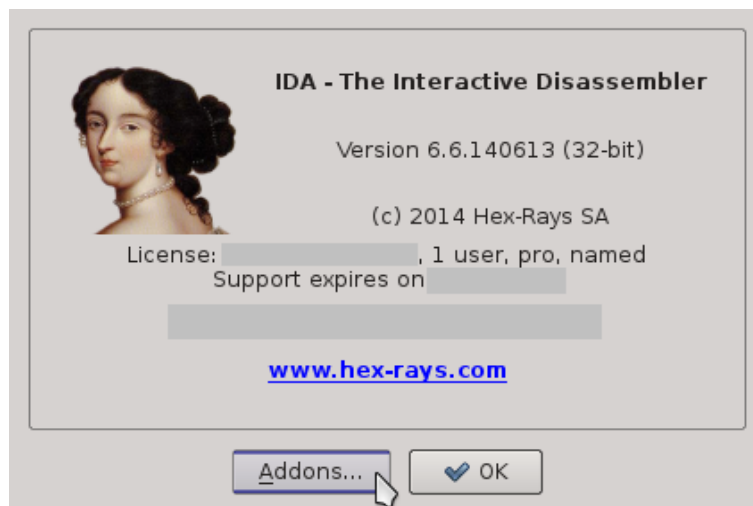 IDA - The Interactive Disassembler
Version 6.6.140613 (32-bit)
(c) 2014 Hex-Rays SA
License: , 1 user, pro, named
Support expires on
www.hex-rays.com
Addons... OK